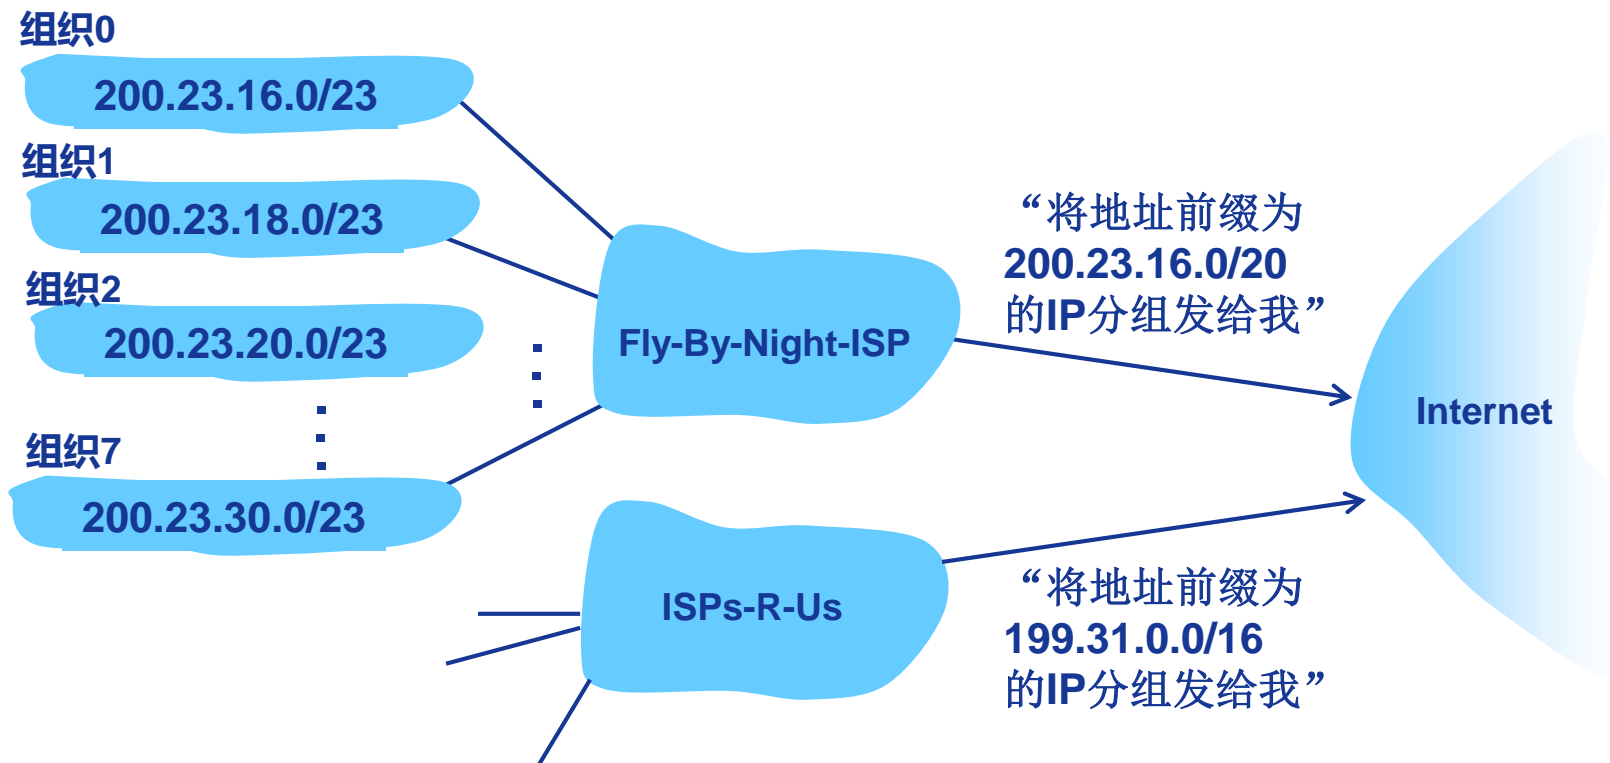 组织0
200.23.16.0/23
组织1
200.23.18.0/23
组织2
200.23.20.0/23
组织7
200.23.30.0/23
Fly-By-Night-ISP
“将地址前缀为
200.23.16.0/20
的IP分组发给我”
Internet
ISPs-R-Us
“将地址前缀为
199.31.0.0/16
的IP分组发给我”